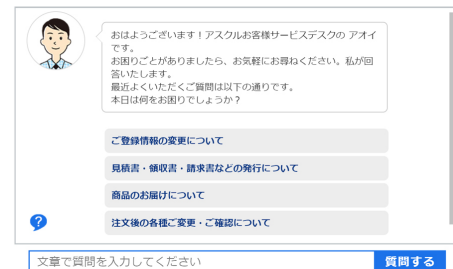 おはようございます！アスクルお客様サービスデスクの アオイ
です。
お困りごとがありましたら、お気軽にお尋ねください。私が回
答いたします。
最近よくいただくご質問は以下の通りです。
本日は何をお困りでしょうか？
ご登録情報の変更について
見積書・領収書・請求書などの発行について
商品のお届けについて
注文後の各種ご変更・ご確認について
?
文章で質問を入力してください
質問する